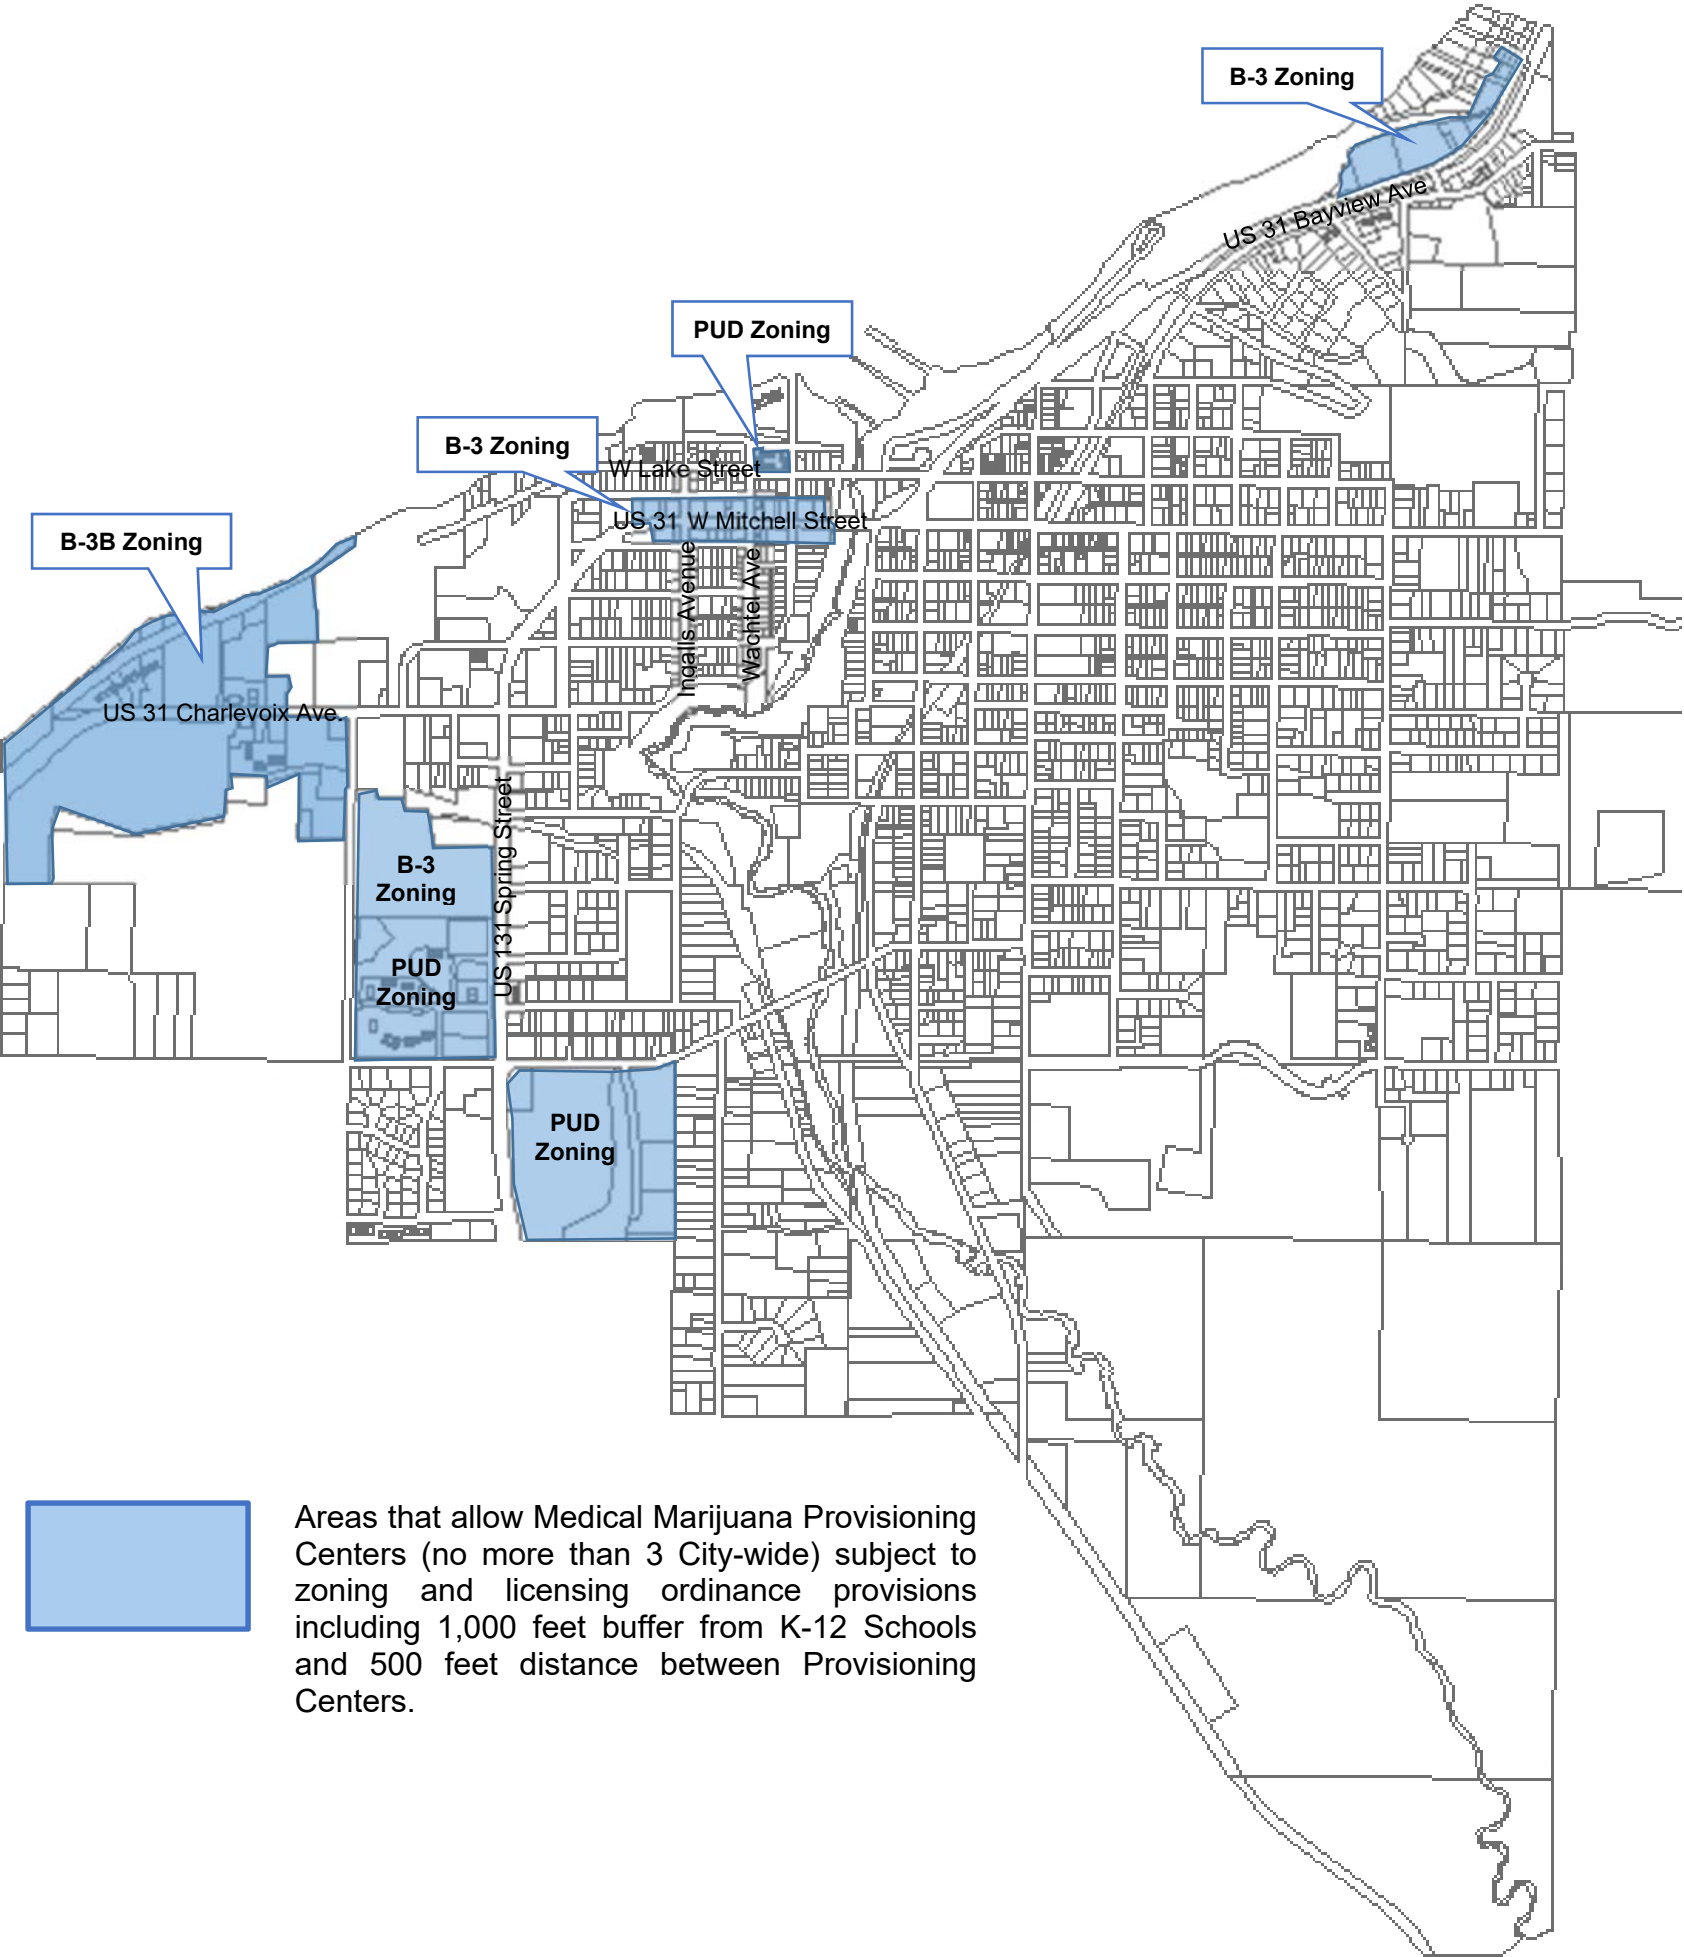 B-3 Zoning
US 31 Bayview Ave
PUD Zoning
B-3 Zoning
W Lake Street
US 31 W Mitchell Street
B-3B Zoning
Ingalls Avenue
Wachtel Ave
US 31 Charlevoix Ave.
US 131 Spring Street
B-3
Zoning
PUD
Zoning
PUD
Zoning
Areas that allow Medical Marijuana Provisioning
Centers (no more than 3 City-wide) subject to
zoning and licensing ordinance provisions
including 1,000 feet buffer from K-12 Schools
and 500 feet distance between Provisioning
Centers.